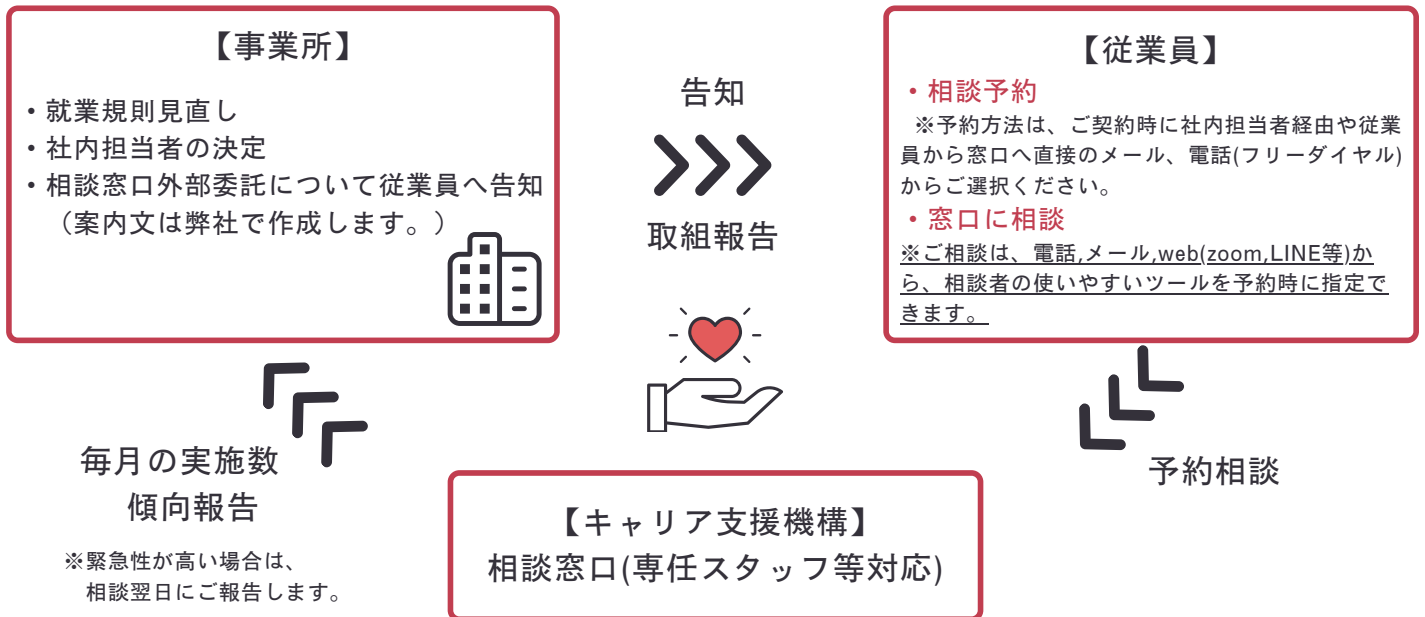 【事業所】
・就業規則見直し
・社内担当者の決定
・相談窓口外部委託について従業員へ告知
（案内文は弊社で作成します。）
告知
取組報告
【従業員】
・相談予約
※予約方法は、ご契約時に社内担当者経由や従業
員から窓口へ直接のメール、電話(フリーダイヤル)
からご選択ください。
・窓口に相談
※ご相談は、電話,メール,web(zoom,LINE等)か
ら、相談者の使いやすいツールを予約時に指定で
きます。
毎月の実施数
傾向報告
※緊急性が高い場合は、
相談翌日にご報告します。
予約相談
【キャリア支援機構】
相談窓口(専任スタッフ等対応)